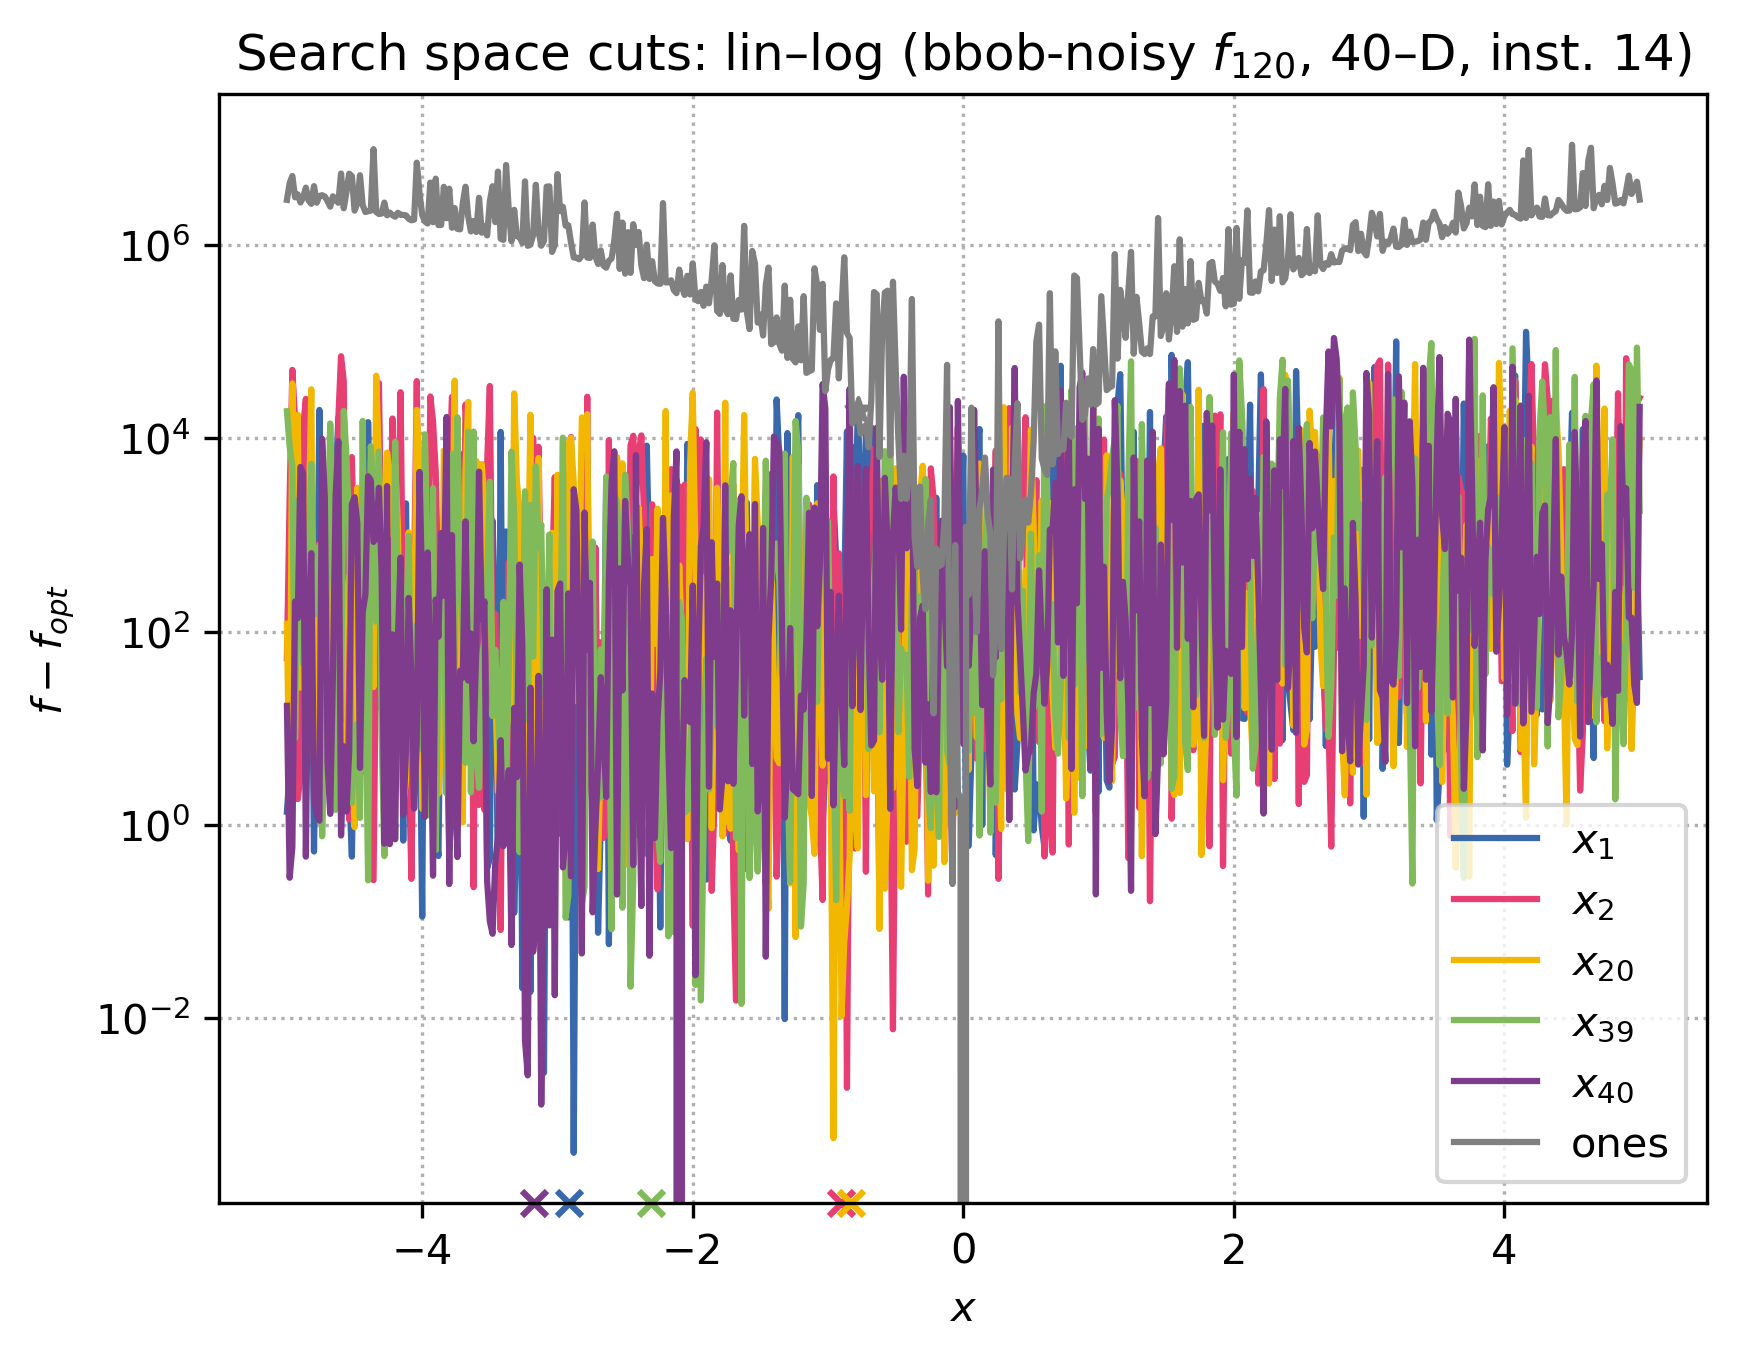 Search space cuts: lin–log (bbob-noisy f120, 40–D, inst. 14)
f − fopt
10^6
10^4
10^2
10^0
10^−2
−4
−2
0
2
4
x
x1
x2
x20
x39
x40
ones